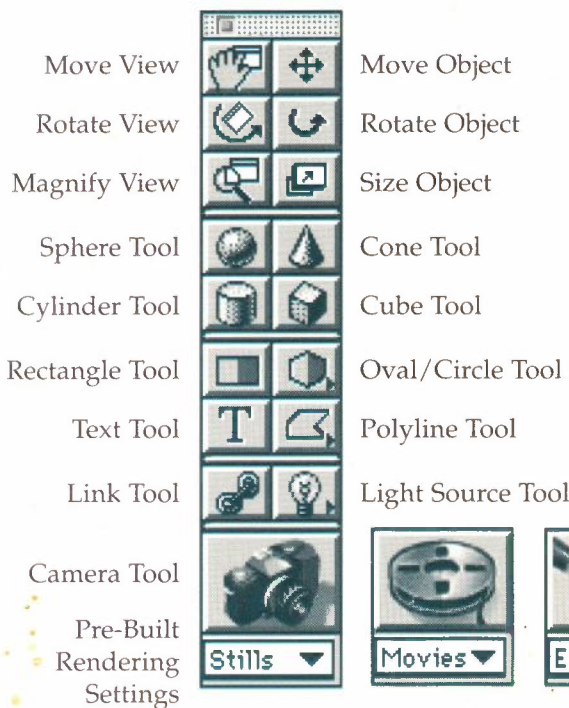 Move View
Move Object
Rotate View
Rotate Object
Magnify View
Size Object
Sphere Tool
Cone Tool
Cylinder Tool
Cube Tool
Rectangle Tool
Oval/Circle Tool
Text Tool
T
Polyline Tool
Link Tool
Light Source Tool
Camera Tool
Pre-Built
Rendering
Settings
Stills
Movies
E